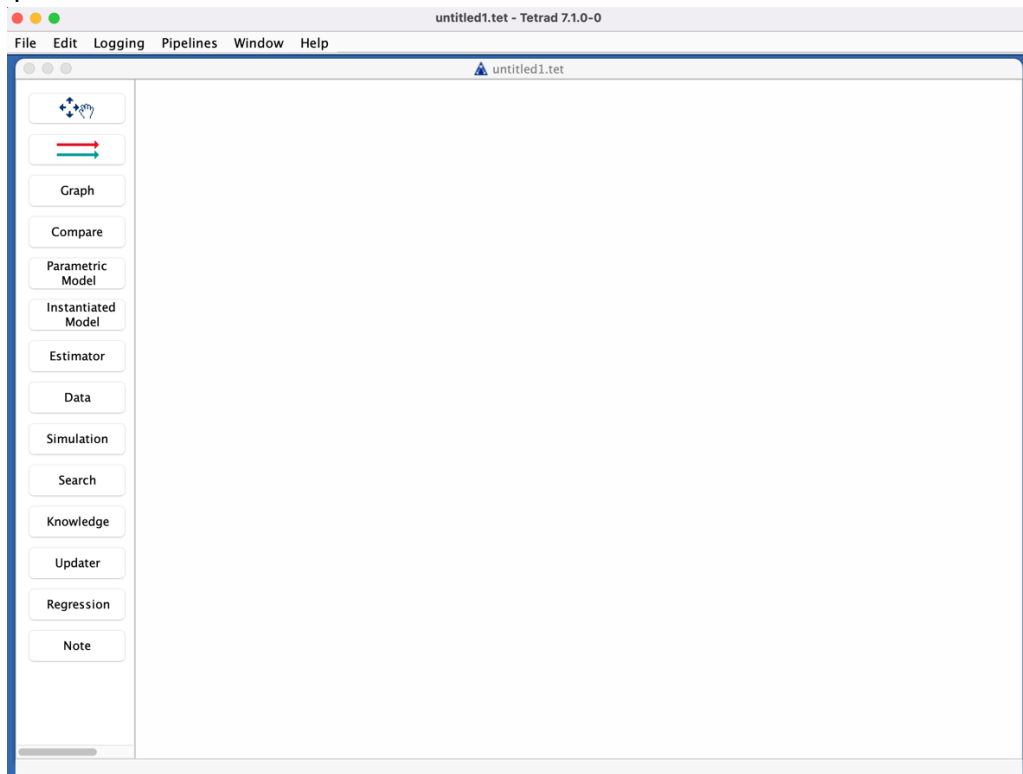 untitled1.tet - Tetrad 7.1.0-0
File Edit Logging Pipelines Window Help
untitled1.tet
Graph
Compare
Parametric
Model
Instantiated
Model
Estimator
Data
Simulation
Search
Knowledge
Updater
Regression
Note